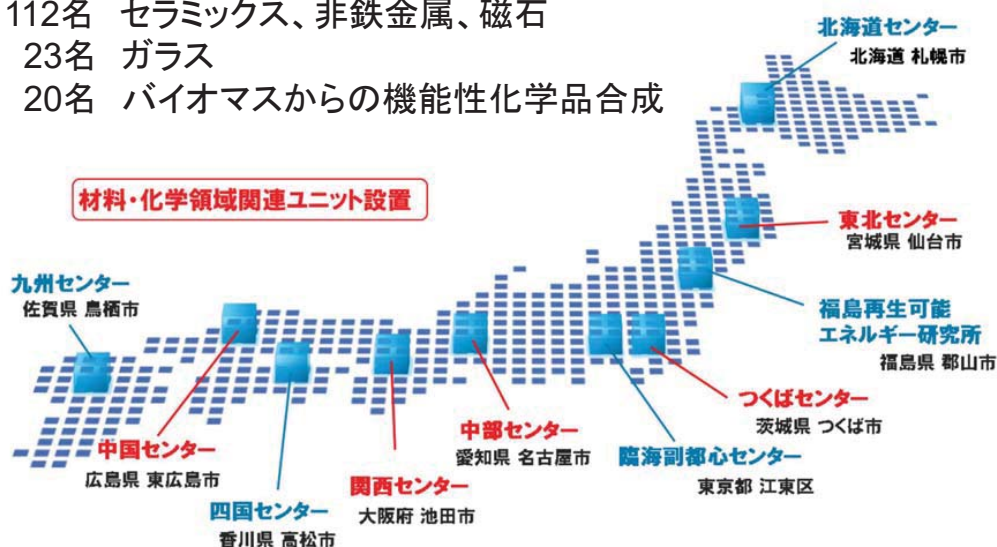 112名 セラミックス、非鉄金属、磁石
23名 ガラス
20名 バイオマスからの機能性化学品合成
北海道センター
北海道 札幌市
材料・化学領域関連ユニット設置
東北センター
宮城県 仙台市
九州センター
佐賀県 鳥栖市
福島再生可能
エネルギー研究所
福島県 郡山市
つくばセンター
茨城県 つくば市
中部センター
愛知県 名古屋市
臨海副都心センター
東京都 江東区
中国センター
広島県 東広島市
関西センター
大阪府 池田市
四国センター
香川県 高松市